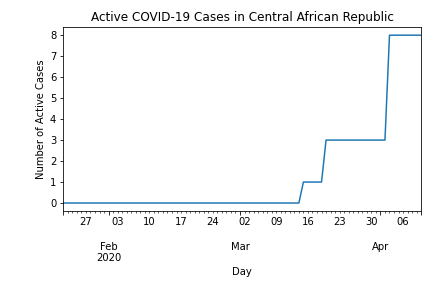 Active COVID-19 Cases in Central African Republic
8
7
6
5
4
3
2
1
0
Number of Active Cases
27 03 10 17 24 02 09 16 23 30 06
Feb Mar Apr
2020
Day